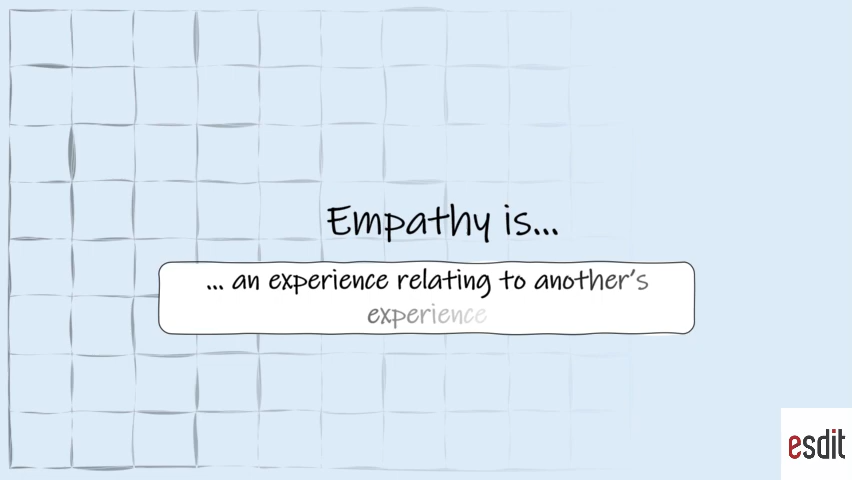 Empathy is...
... an experience relating to another's
experience
esdit